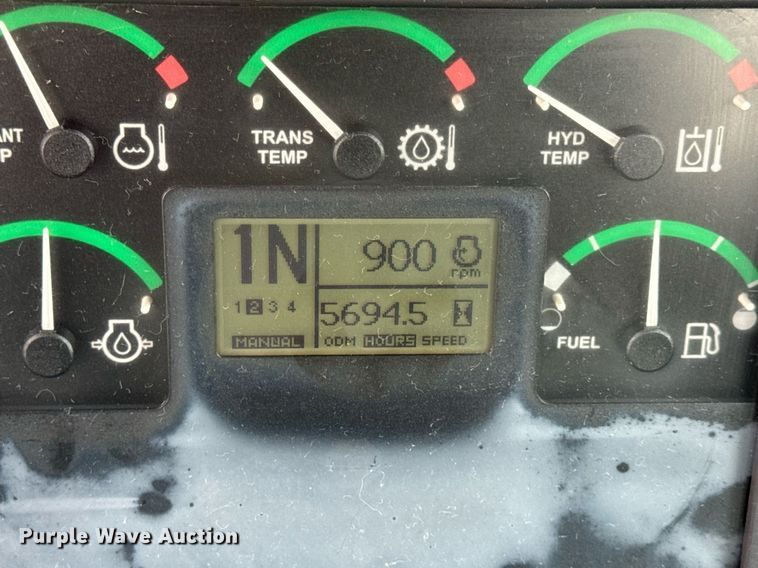 ANT
P
TRANS
TEMP
HYD
TEMP
1N
900
rpm
1 2 3 4
5694.5
MANUAL
ODM HOURS SPEED
FUEL
Purple Wave Auction